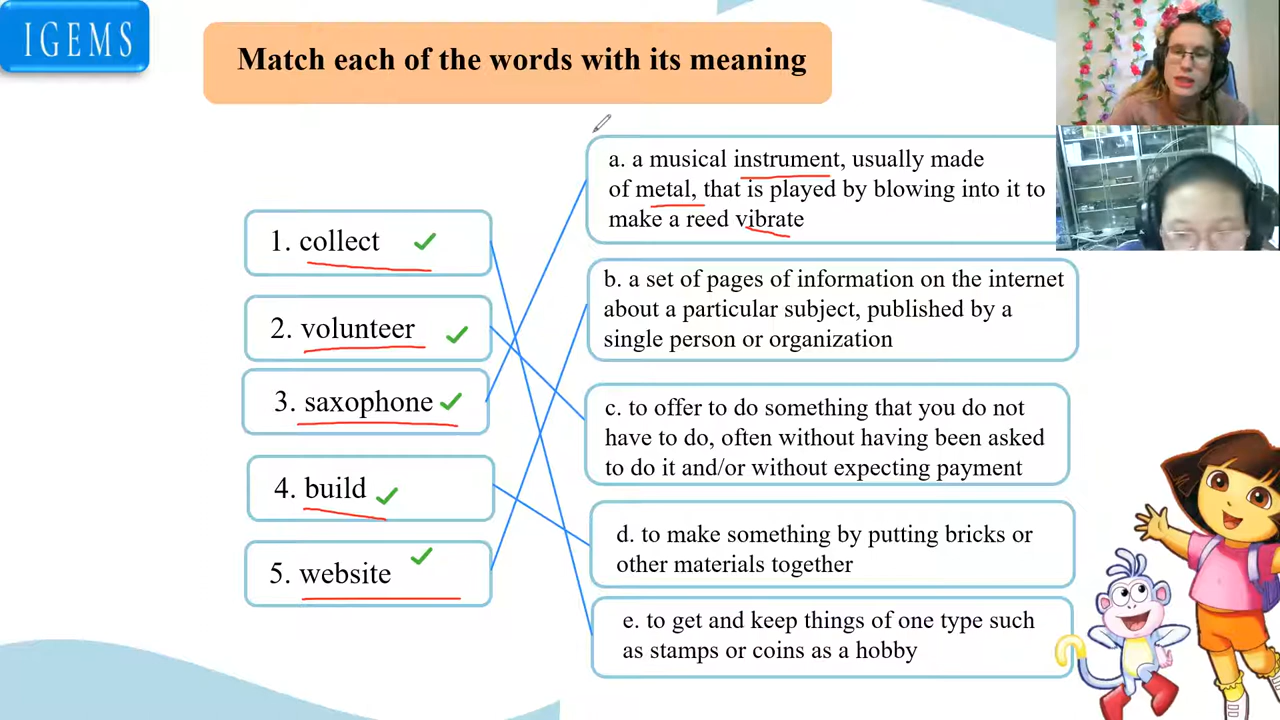 IGEMS
Match each of the words with its meaning
1. collect
2. volunteer
3. saxophone
4. build
5. website
a. a musical instrument, usually made
of metal, that is played by blowing into it to
make a reed vibrate
b. a set of pages of information on the internet
about a particular subject, published by a
single person or organization
c. to offer to do something that you do not
have to do, often without having been asked
to do it and/or without expecting payment
d. to make something by putting bricks or
other materials together
e. to get and keep things of one type such
as stamps or coins as a hobby